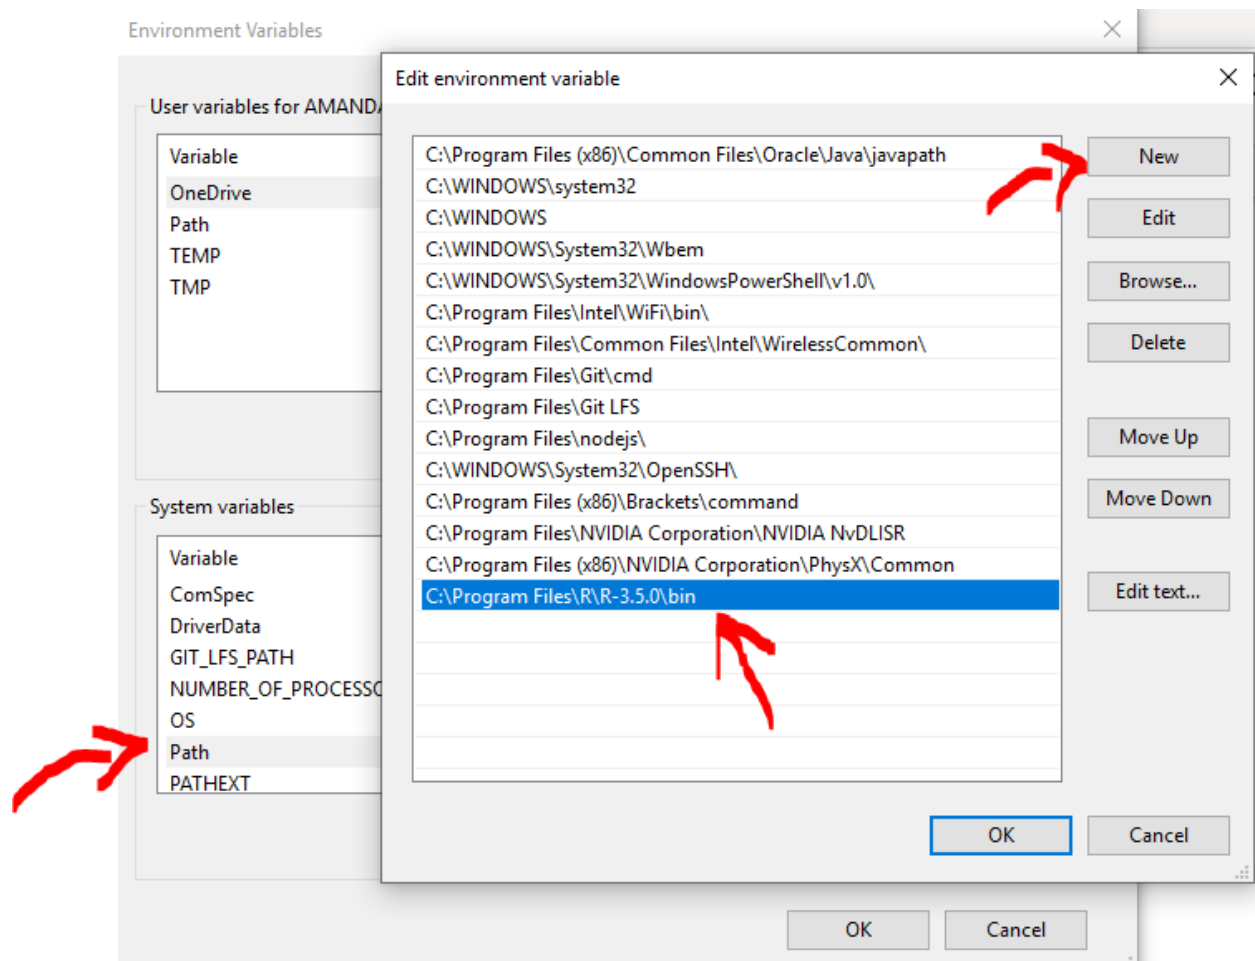 Environment Variables
Edit environment variable
User variables for AMANDA
Variable
OneDrive
Path
TEMP
TMP
System variables
Variable
ComSpec
DriverData
GIT_LFS_PATH
NUMBER_OF_PROCESSO
OS
Path
PATHEXT
C:\Program Files (x86)\Common Files\Oracle\Java\javapath
C:\WINDOWS\system32
C:\WINDOWS
C:\WINDOWS\System32\Wbem
C:\WINDOWS\System32\WindowsPowerShell\v1.0\
C:\Program Files\Intel\WiFi\bin\
C:\Program Files\Common Files\Intel\WirelessCommon\
C:\Program Files\Git\cmd
C:\Program Files\Git LFS
C:\Program Files\nodejs\
C:\WINDOWS\System32\OpenSSH\
C:\Program Files (x86)\Brackets\command
C:\Program Files\NVIDIA Corporation\NVIDIA NvDLISR
C:\Program Files (x86)\NVIDIA Corporation\PhysX\Common
C:\Program Files\R\R-3.5.0\bin
New
Edit
Browse...
Delete
Move Up
Move Down
Edit text...
OK
Cancel
OK
Cancel